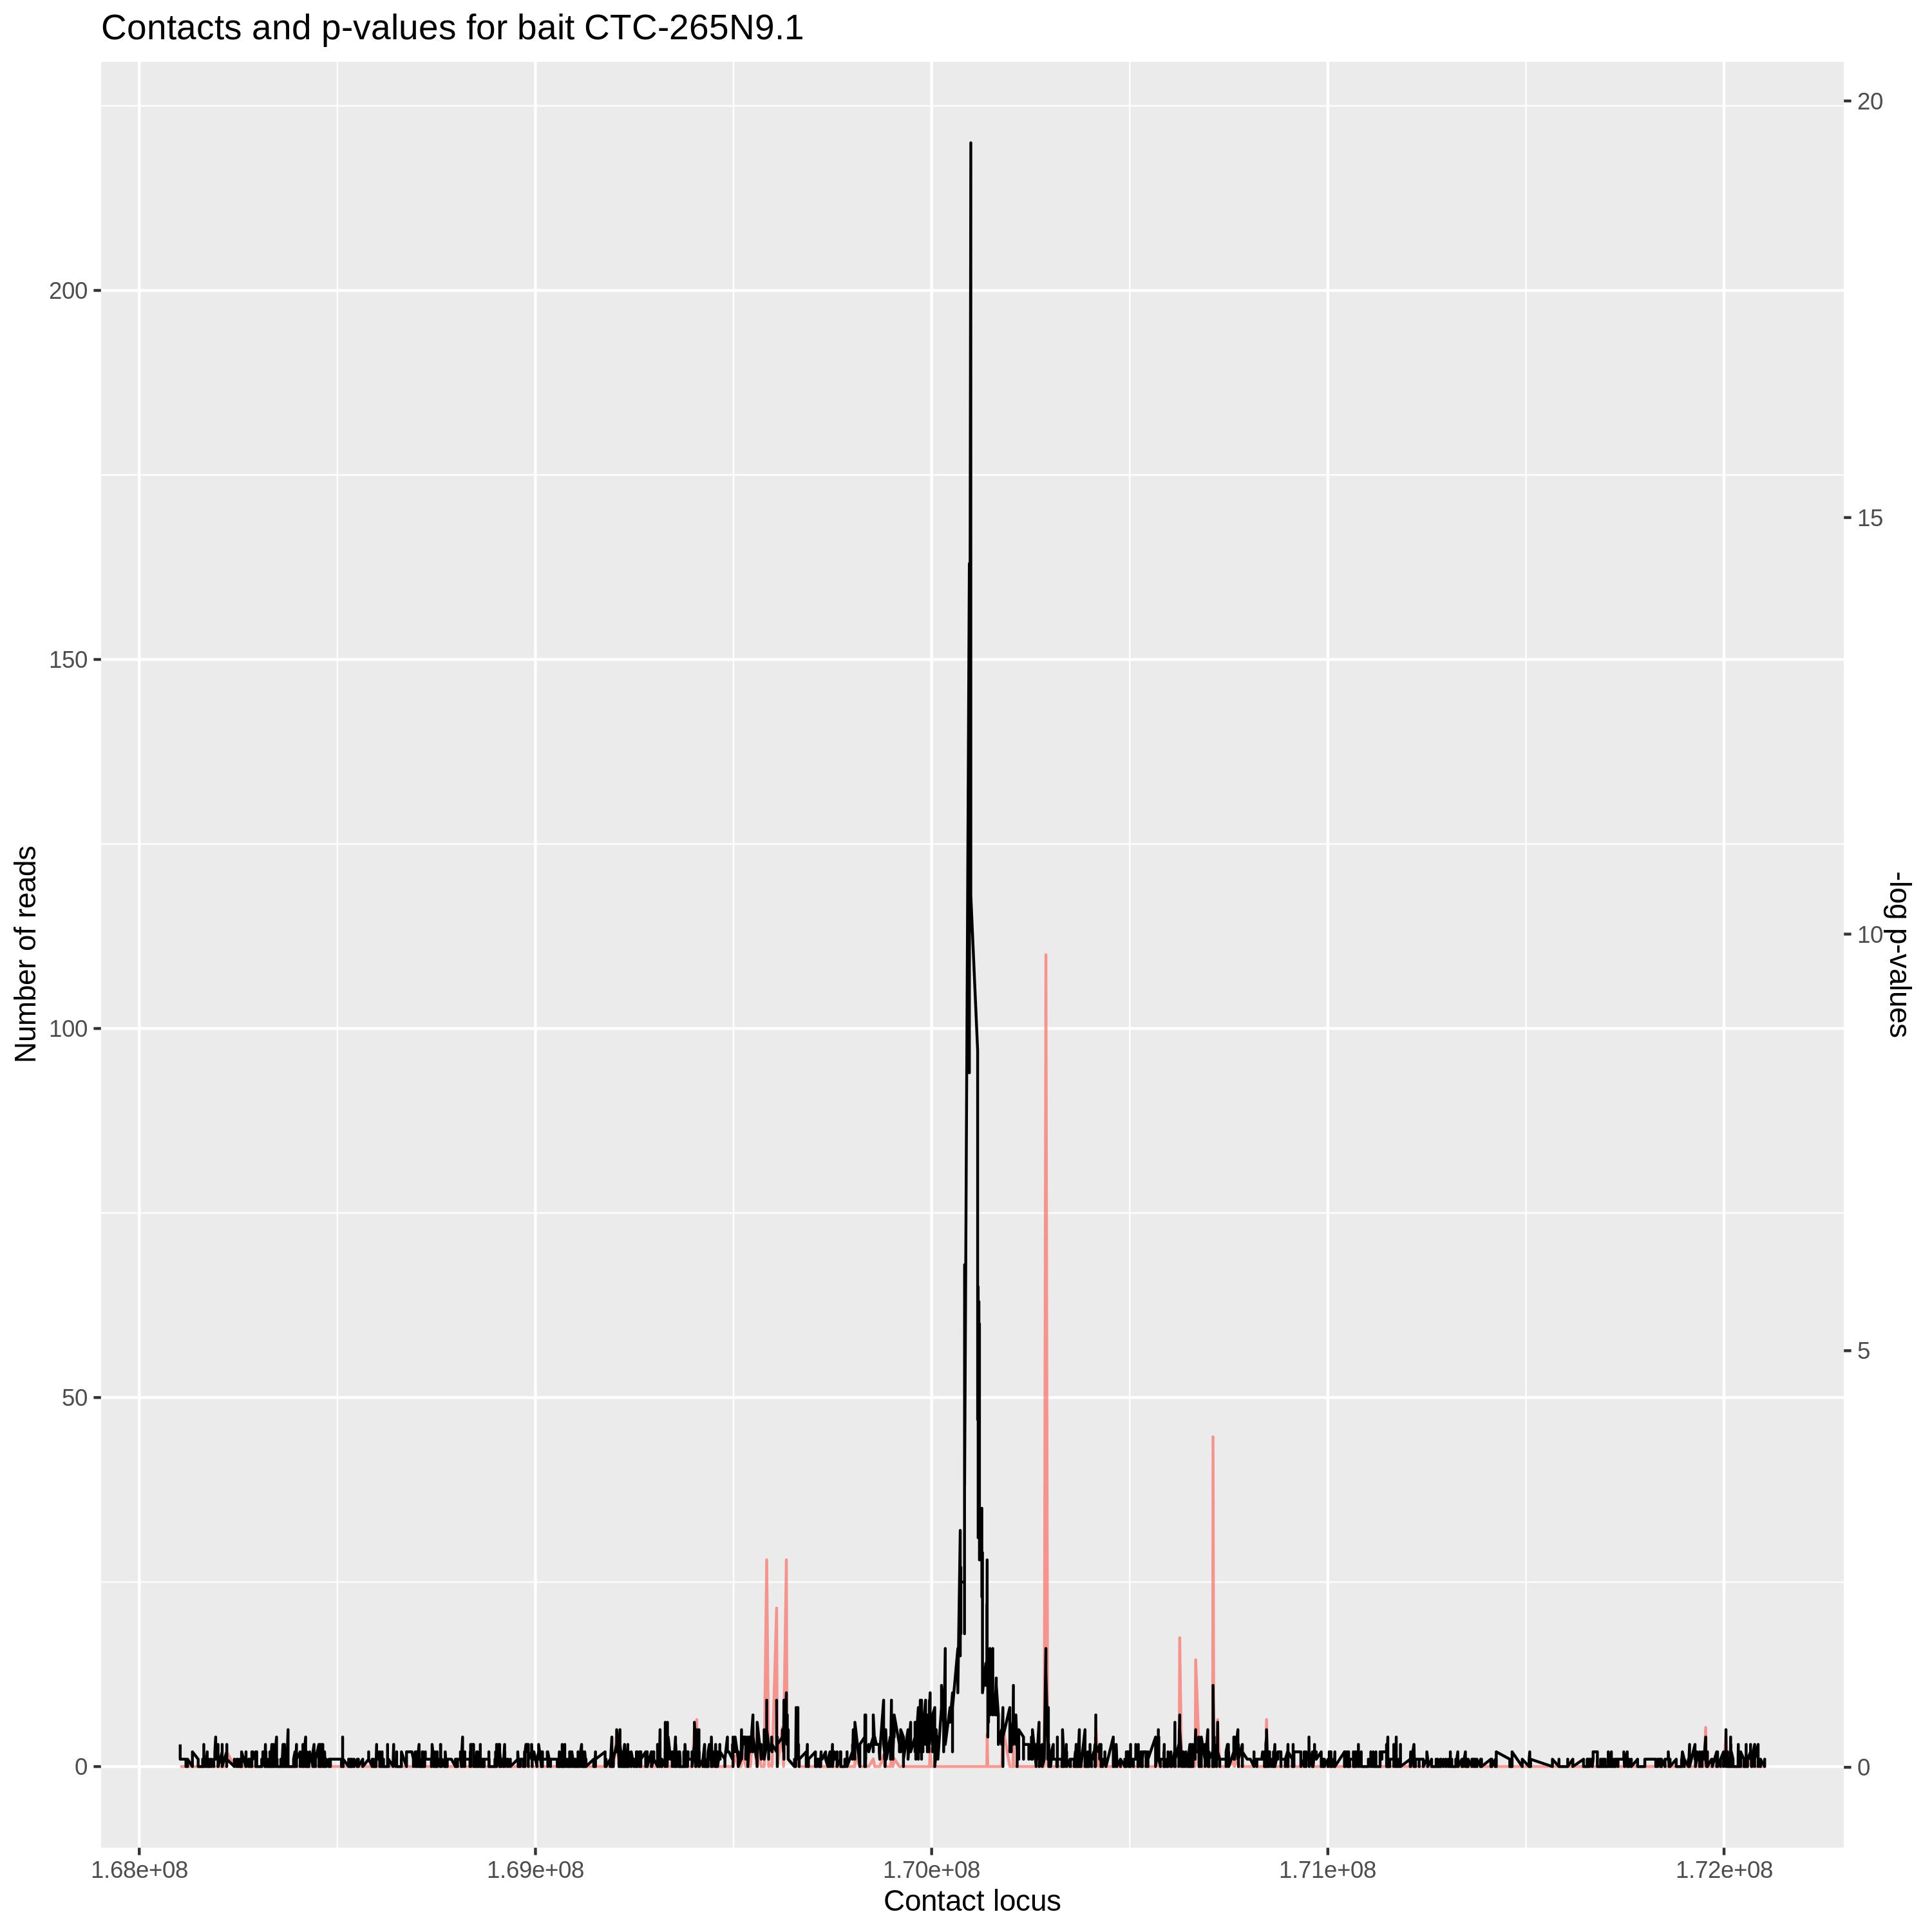 Contacts and p-values for bait CTC-265N9.1
Number of reads
200
150
100
50
0
20
15
10
5
0
-log p-values
1.68e+08 1.69e+08 1.70e+08 1.71e+08 1.72e+08
Contact locus